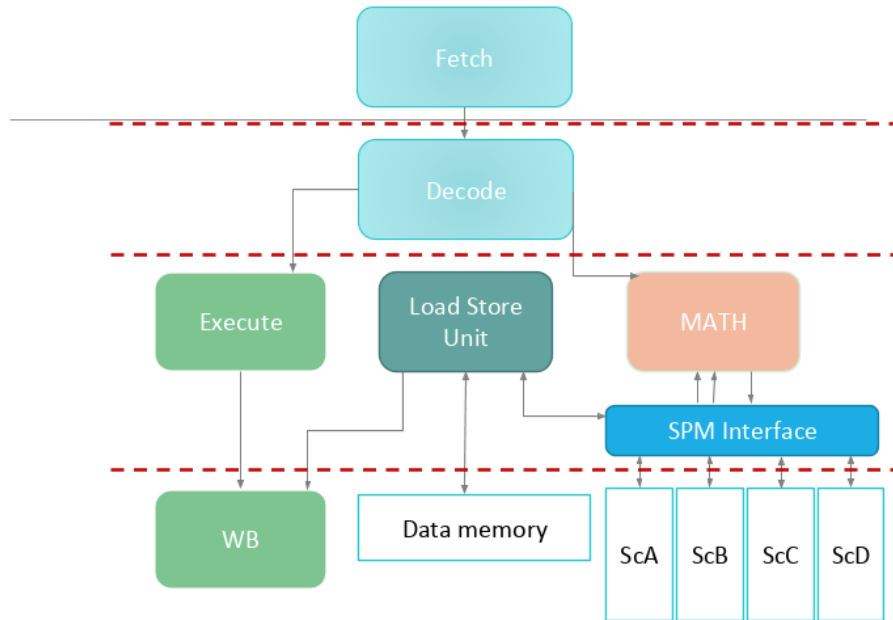 Fetch
Decode
Execute
Load Store
Unit
MATH
SPM Interface
WB
Data memory
ScA
ScB
ScC
ScD